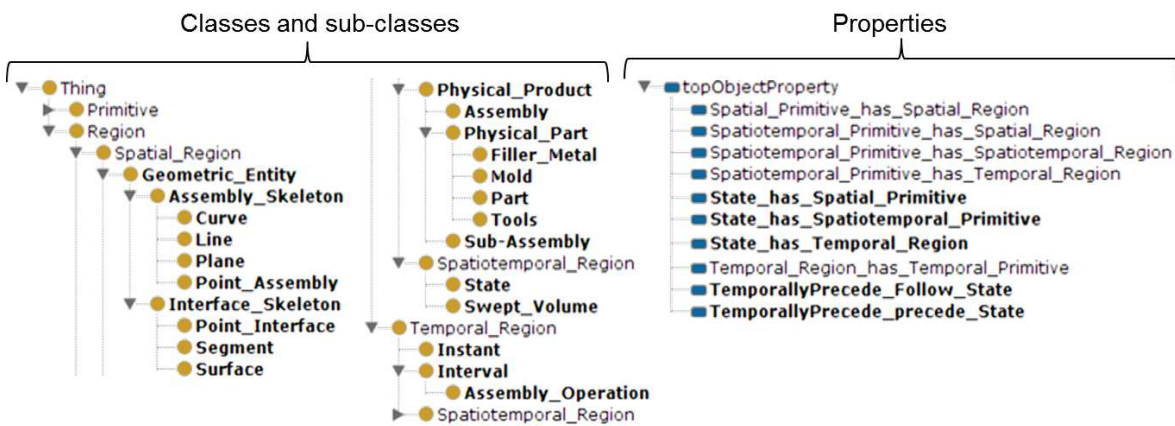 Classes and sub-classes
Thing
Primitive
Region
Spatial_Region
Geometric_Entity
Assembly_Skeleton
Curve
Line
Plane
Point_Assembly
Interface_Skeleton
Point_Interface
Segment
Surface
Physical_Product
Assembly
Physical_Part
Filler_Metal
Mold
Part
Tools
Sub-Assembly
Spatiotemporal_Region
State
Swept_Volume
Temporal_Region
Instant
Interval
Assembly_Operation
Spatiotemporal_Region
Properties
topObjectProperty
Spatial_Primitive_has_Spatial_Region
Spatiotemporal_Primitive_has_Spatial_Region
Spatiotemporal_Primitive_has_Spatiotemporal_Region
Spatiotemporal_Primitive_has_Temporal_Region
State_has_Spatial_Primitive
State_has_Spatiotemporal_Primitive
State_has_Temporal_Region
Temporal_Region_has_Temporal_Primitive
TemporallyPrecede_Follow_State
TemporallyPrecede_precede_State